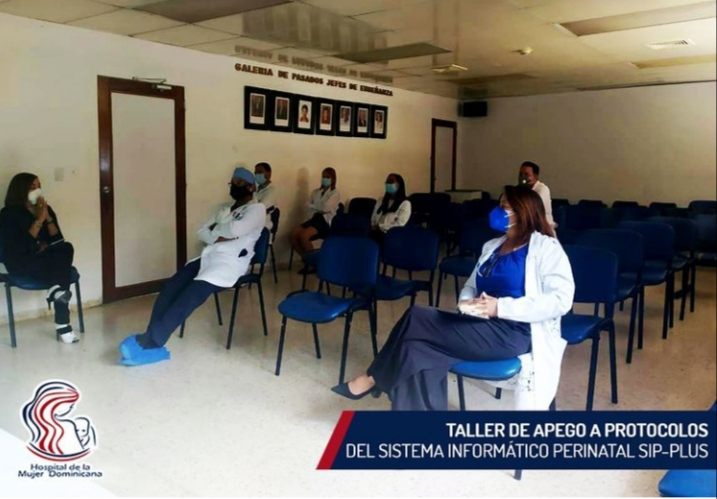 GALERIA DE PASADOS JEFES DE ENSEÑANZA
TALLER DE APEGO A PROTOCOLOS
DEL SISTEMA INFORMÁTICO PERINATAL SIP-PLUS
Hospital de la
Mujer Dominicana